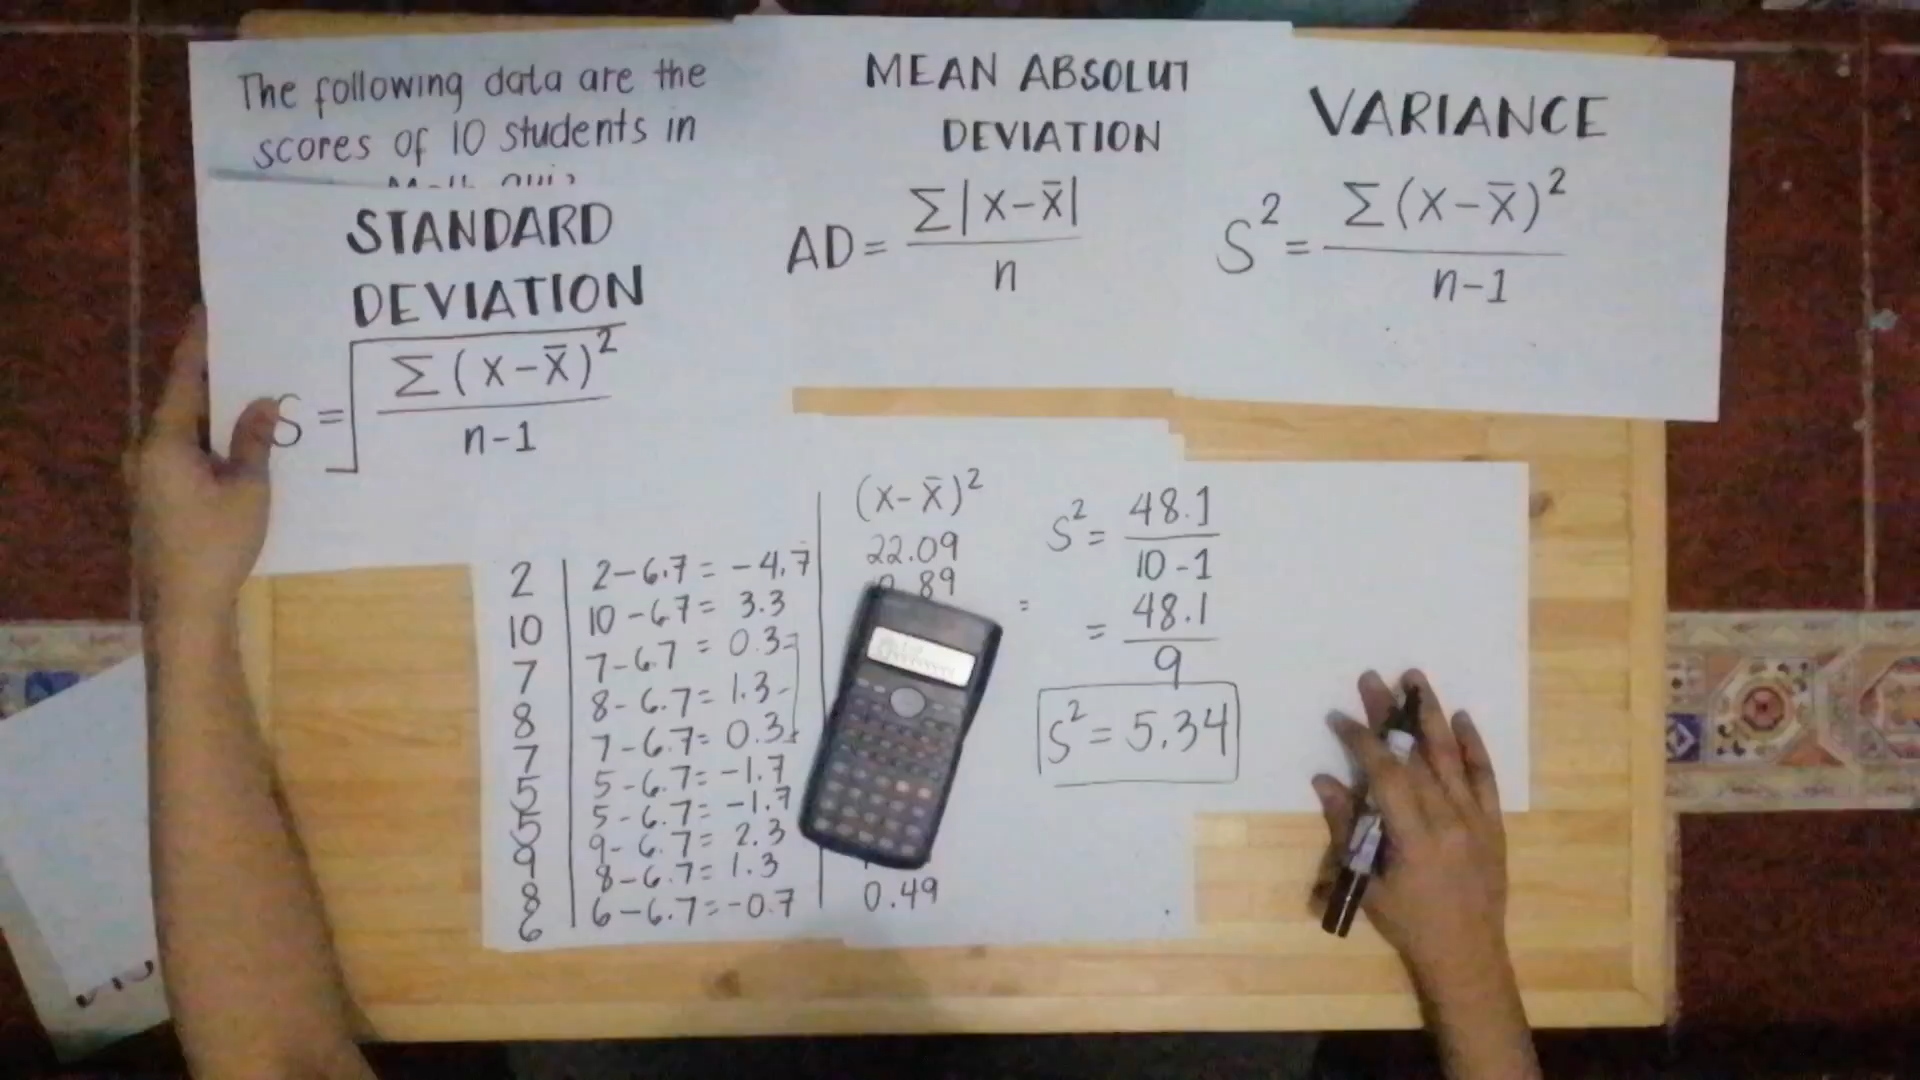 The following data are the
scores of 10 students in
STANDARD
DEVIATION
S = √ Σ(x-x̄)² / n-1
MEAN ABSOLUT
DEVIATION
AD = Σ|x-x̄| / n
VARIANCE
S² = Σ(x-x̄)² / n-1
2 | 2-6.7 = -4.7
10 | 10-6.7 = 3.3
7 | 7-6.7 = 0.3
8 | 8-6.7 = 1.3
7 | 7-6.7 = 0.3
5 | 5-6.7 = -1.7
5 | 5-6.7 = -1.7
9 | 9-6.7 = 2.3
8 | 8-6.7 = 1.3
6 | 6-6.7 = -0.7
(x-x̄)²
22.09
89
0.49
S² = 48.1 / 10-1
= 48.1 / 9
S² = 5.34